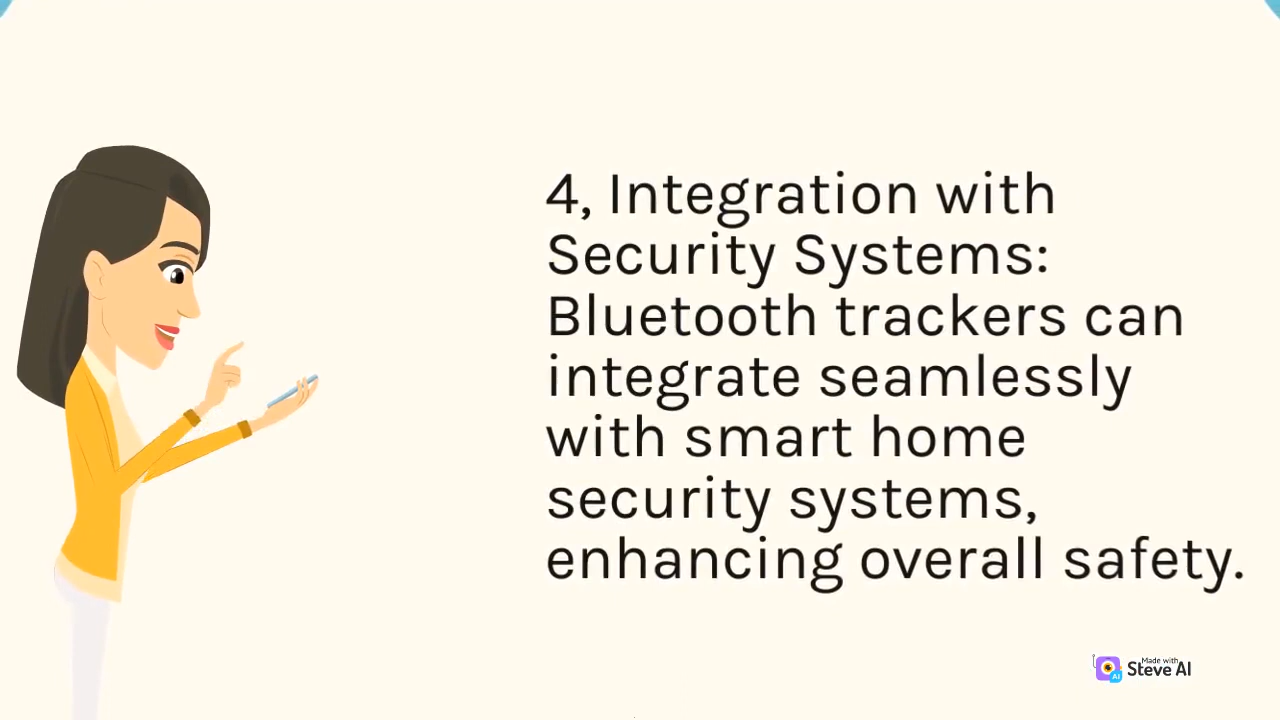 4, Integration with
Security Systems:
Bluetooth trackers can
integrate seamlessly
with smart home
security systems,
enhancing overall safety.
Made with
Steve AI
AI